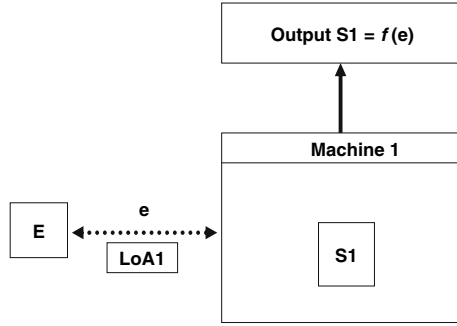 Output S1 = f(e)
Machine 1
e
E
LoA1
S1